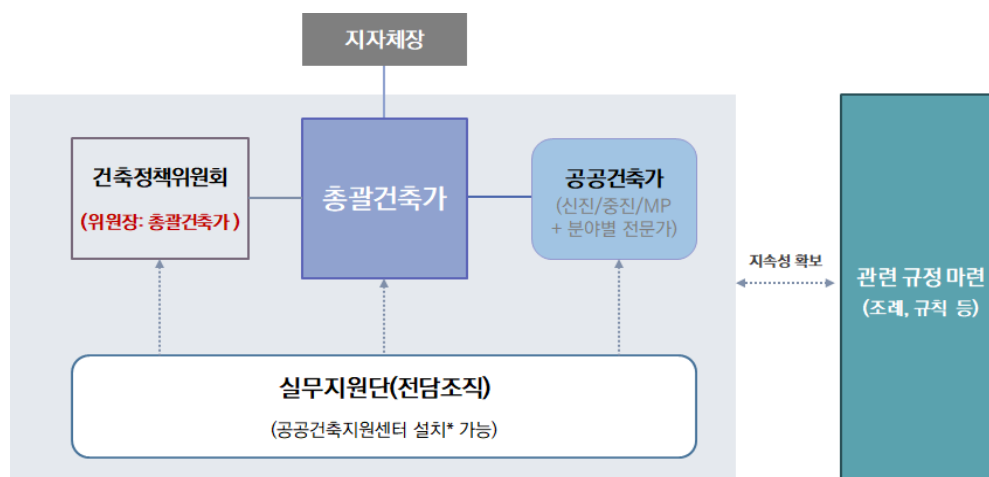 지자체장
건축정책위원회
(위원장: 총괄건축가 )
총괄건축가
공공건축가
(신진/중진/MP
+ 분야별 전문가)
지속성 확보
관련 규정 마련
(조례, 규칙 등)
실무지원단(전담조직)
(공공건축지원센터 설치* 가능)